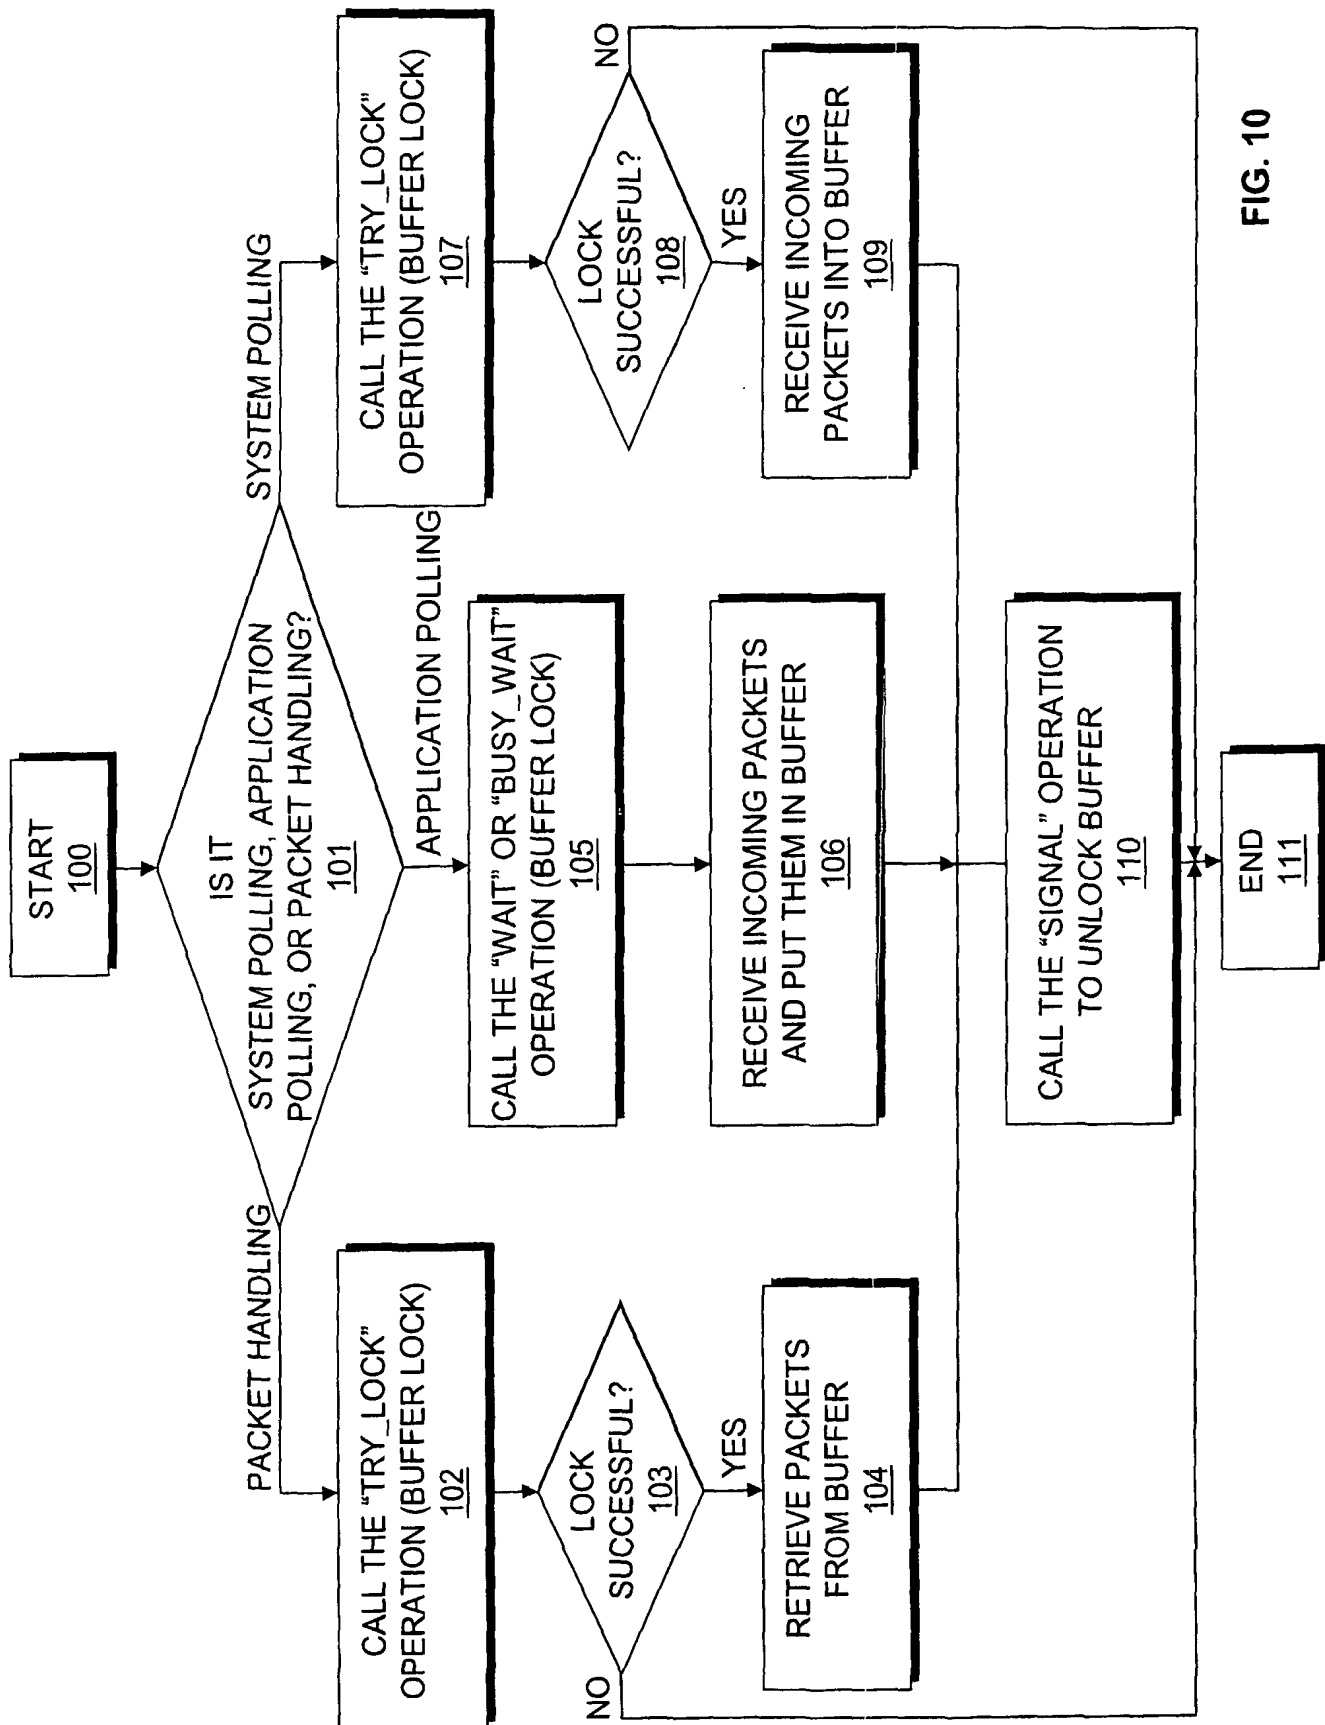 START
100
IS IT
SYSTEM POLLING, APPLICATION
POLLING, OR PACKET HANDLING?
101
PACKET HANDLING
APPLICATION POLLING
SYSTEM POLLING
CALL THE "TRY_LOCK"
OPERATION (BUFFER LOCK)
102
LOCK
SUCCESSFUL?
103
NO
YES
RETRIEVE PACKETS
FROM BUFFER
104
CALL THE "WAIT" OR "BUSY_WAIT"
OPERATION (BUFFER LOCK)
105
RECEIVE INCOMING PACKETS
AND PUT THEM IN BUFFER
106
CALL THE "TRY_LOCK"
OPERATION (BUFFER LOCK)
107
LOCK
SUCCESSFUL?
108
NO
YES
RECEIVE INCOMING
PACKETS INTO BUFFER
109
CALL THE "SIGNAL" OPERATION
TO UNLOCK BUFFER
110
END
111
FIG. 10